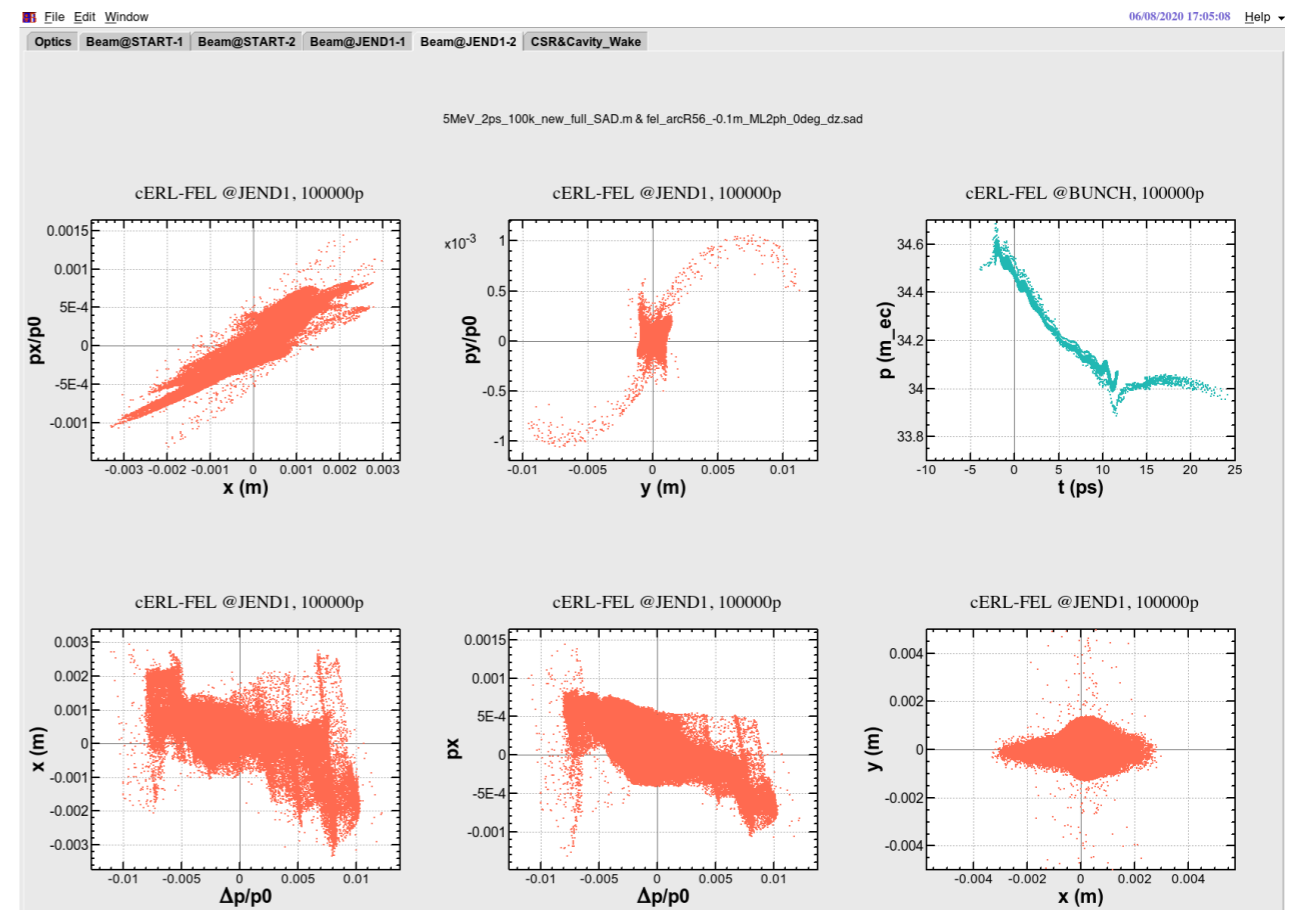 File Edit Window 06/08/2020 17:05:08 Help
Optics Beam@START-1 Beam@START-2 Beam@JEND1-1 Beam@JEND1-2 CSR&Cavity_Wake
5MeV_2ps_100k_new_full_SAD.m & fel_arcR56_-0.1m_ML2ph_0deg_dz.sad
cERL-FEL @JEND1, 100000p
px/p0
0.0015
0.001
5E-4
0
-5E-4
-0.001
-0.003 -0.002 -0.001 0 0.001 0.002 0.003
x (m)
cERL-FEL @JEND1, 100000p
x10-3
py/p0
1
0.5
0
-0.5
-1
-0.01 -0.005 0 0.005 0.01
y (m)
cERL-FEL @BUNCH, 100000p
p (m_ec)
34.6
34.4
34.2
34
33.8
-10 -5 0 5 10 15 20 25
t (ps)
cERL-FEL @JEND1, 100000p
x (m)
0.003
0.002
0.001
0
-0.001
-0.002
-0.003
-0.01 -0.005 0 0.005 0.01
Δp/p0
cERL-FEL @JEND1, 100000p
px
0.0015
0.001
5E-4
0
-5E-4
-0.001
-0.01 -0.005 0 0.005 0.01
Δp/p0
cERL-FEL @JEND1, 100000p
y (m)
0.004
0.002
0
-0.002
-0.004
-0.004 -0.002 0 0.002 0.004
x (m)